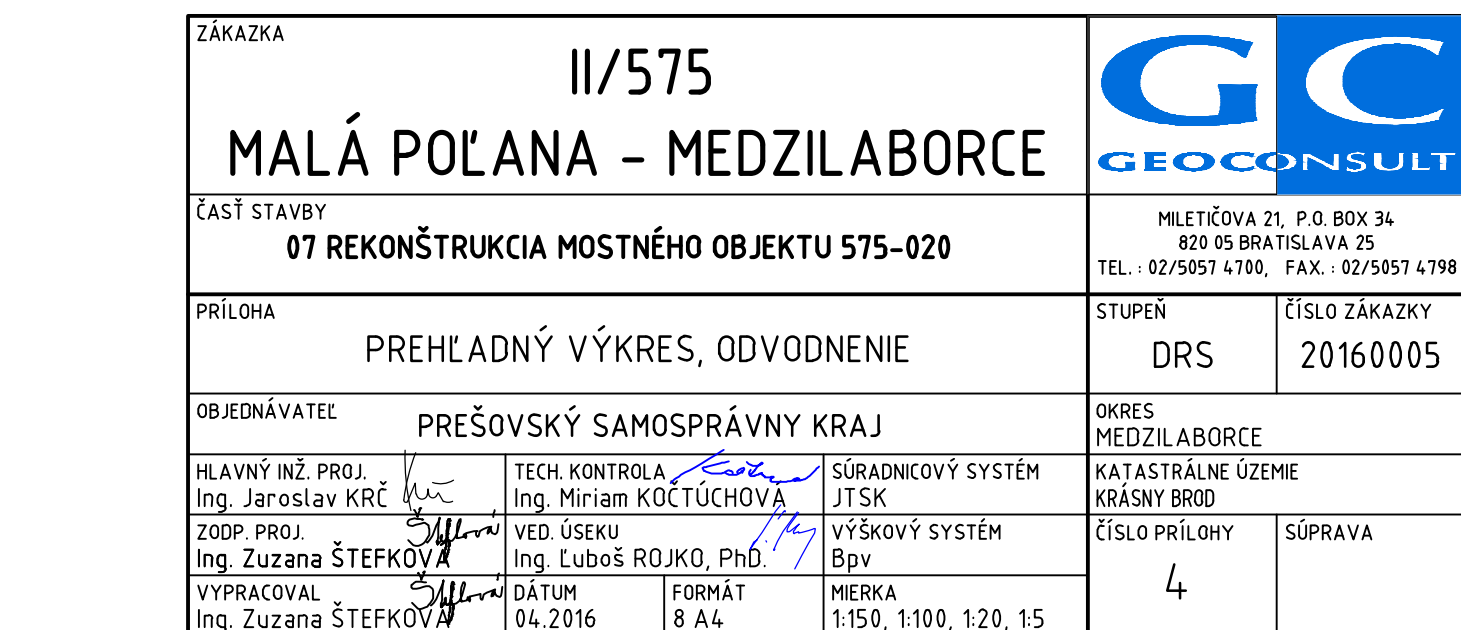 ZÁKAZKA
II/575
MALÁ POĽANA - MEDZILABORCE
GC
GEOCONSULT
ČASŤ STAVBY
07 REKONŠTRUKCIA MOSTNÉHO OBJEKTU 575-020
MILETIČOVA 21, P.O. BOX 34
820 05 BRATISLAVA 25
TEL. : 02/5057 4700, FAX. : 02/5057 4798
PRÍLOHA
PREHĽADNÝ VÝKRES, ODVODNENIE
STUPEŇ
DRS
ČÍSLO ZÁKAZKY
20160005
OBJEDNÁVATEĽ
PREŠOVSKÝ SAMOSPRÁVNY KRAJ
OKRES
MEDZILABORCE
HLAVNÝ INŽ. PROJ.
Ing. Jaroslav KRČ
TECH. KONTROLA
Ing. Miriam KOČTÚCHOVÁ
SÚRADNICOVÝ SYSTÉM
JTSK
KATASTRÁLNE ÚZEMIE
KRÁSNY BROD
ZODP. PROJ.
Ing. Zuzana ŠTEFKOVÁ
VED. ÚSEKU
Ing. Ľuboš ROJKO, PhD.
VÝŠKOVÝ SYSTÉM
Bpv
ČÍSLO PRÍLOHY
4
SÚPRAVA
VYPRACOVAL
Ing. Zuzana ŠTEFKOVÁ
DÁTUM
04.2016
FORMÁT
8 A4
MIERKA
1:150, 1:100, 1:20, 1:5